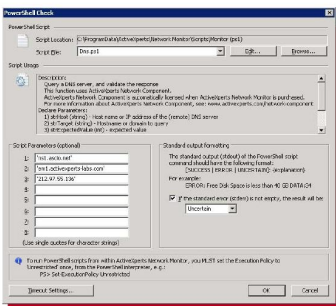 PowerShell Check
PowerShell Script
Script Location: C:\ProgramData\ActiveXperts\Network Monitor\Scripts\Monitor (ps1)
Script File: Dns.ps1 Edit... Browse...
Script Usage
Description:
Query a DNS server, and validate the response
This function uses ActiveXperts Network Component.
ActiveXperts Network Component is automatically licensed when ActiveXperts Network Monitor is purchased.
For more information about ActiveXperts Network Component, see: www.activexperts.com/network-component
Declare Parameters:
1) strHost (string) - Host name or IP address of the (remote) DNS server
2) strTarget (string) - Hostname or domain to query
3) strExpectedValue (string) - expected value
Script Parameters (optional)
1: 'ns1.ascio.net'
2: 'activexperts-labs.com'
3: '212.97.55.136'
4:
5:
6:
7:
8:
(Use single quotes for character strings)
Standard output formatting
The standard output (stdout) of the PowerShell script
command should have the following format:
[SUCCESS | ERROR | UNCERTAIN]: (explanation)
For example:
ERROR: Free Disk Space is less than 40 GB DATA:34
If the standard error (stderr) is not empty, the result will be:
Uncertain
To run PowerShell scripts from within ActiveXperts Network Monitor, you MUST set the Execution Policy to
'Unrestricted' once, from the PowerShell interpreter, e.g.:
PS> Set-ExecutionPolicy Unrestricted
Timeout Settings... OK Cancel